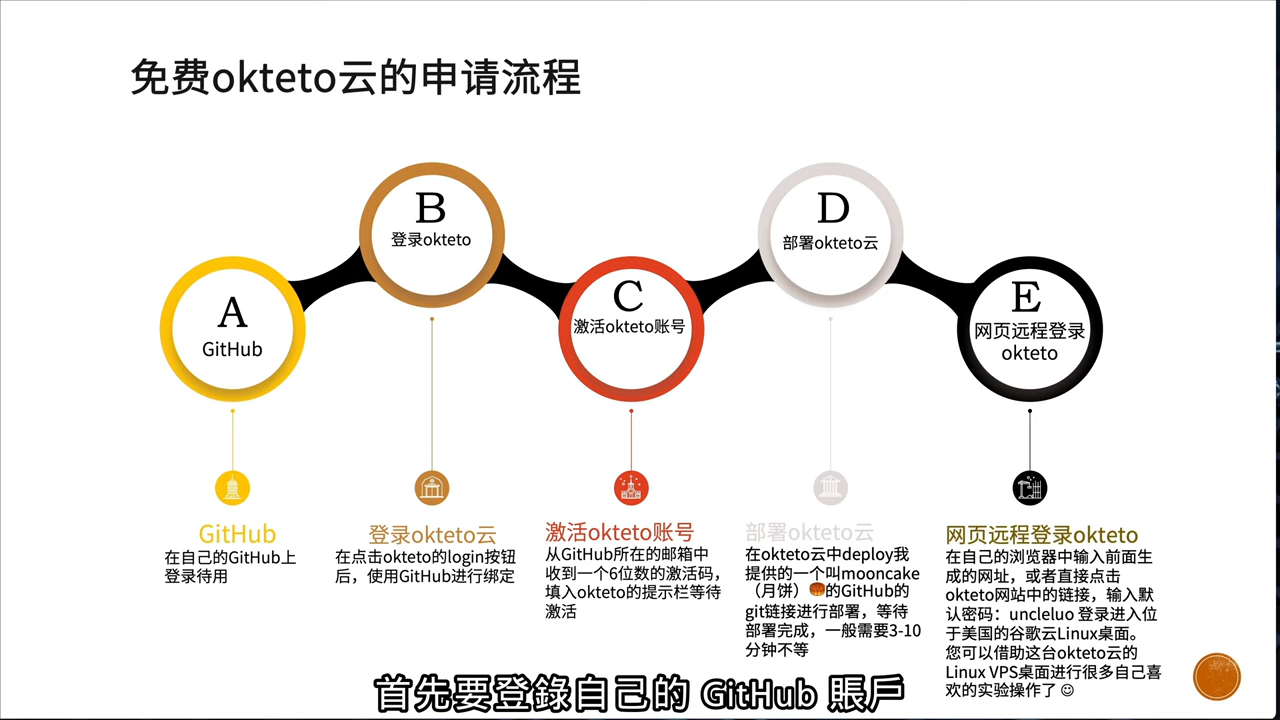 免费okteto云的申请流程
A
GitHub
B
登录okteto
C
激活okteto账号
D
部署okteto云
E
网页远程登录
okteto
GitHub
在自己的GitHub上
登录待用
登录okteto云
在点击okteto的login按钮
后，使用GitHub进行绑定
激活okteto账号
从GitHub所在的邮箱中
收到一个6位数的激活码，
填入okteto的提示栏等待
激活
部署okteto云
在okteto云中deploy我
提供的一个叫mooncake
（月饼）🥮的GitHub的
git链接进行部署，等待
部署完成，一般需要3-10
分钟不等
网页远程登录okteto
在自己的浏览器中输入前面生
成的网址，或者直接点击
okteto网站中的链接，输入默
认密码：uncleluo 登录进入位
于美国的谷歌云Linux桌面。
您可以借助这台okteto云的
Linux VPS桌面进行很多自己喜
欢的实验操作了☺
首先要登錄自己的 GitHub 賬戶